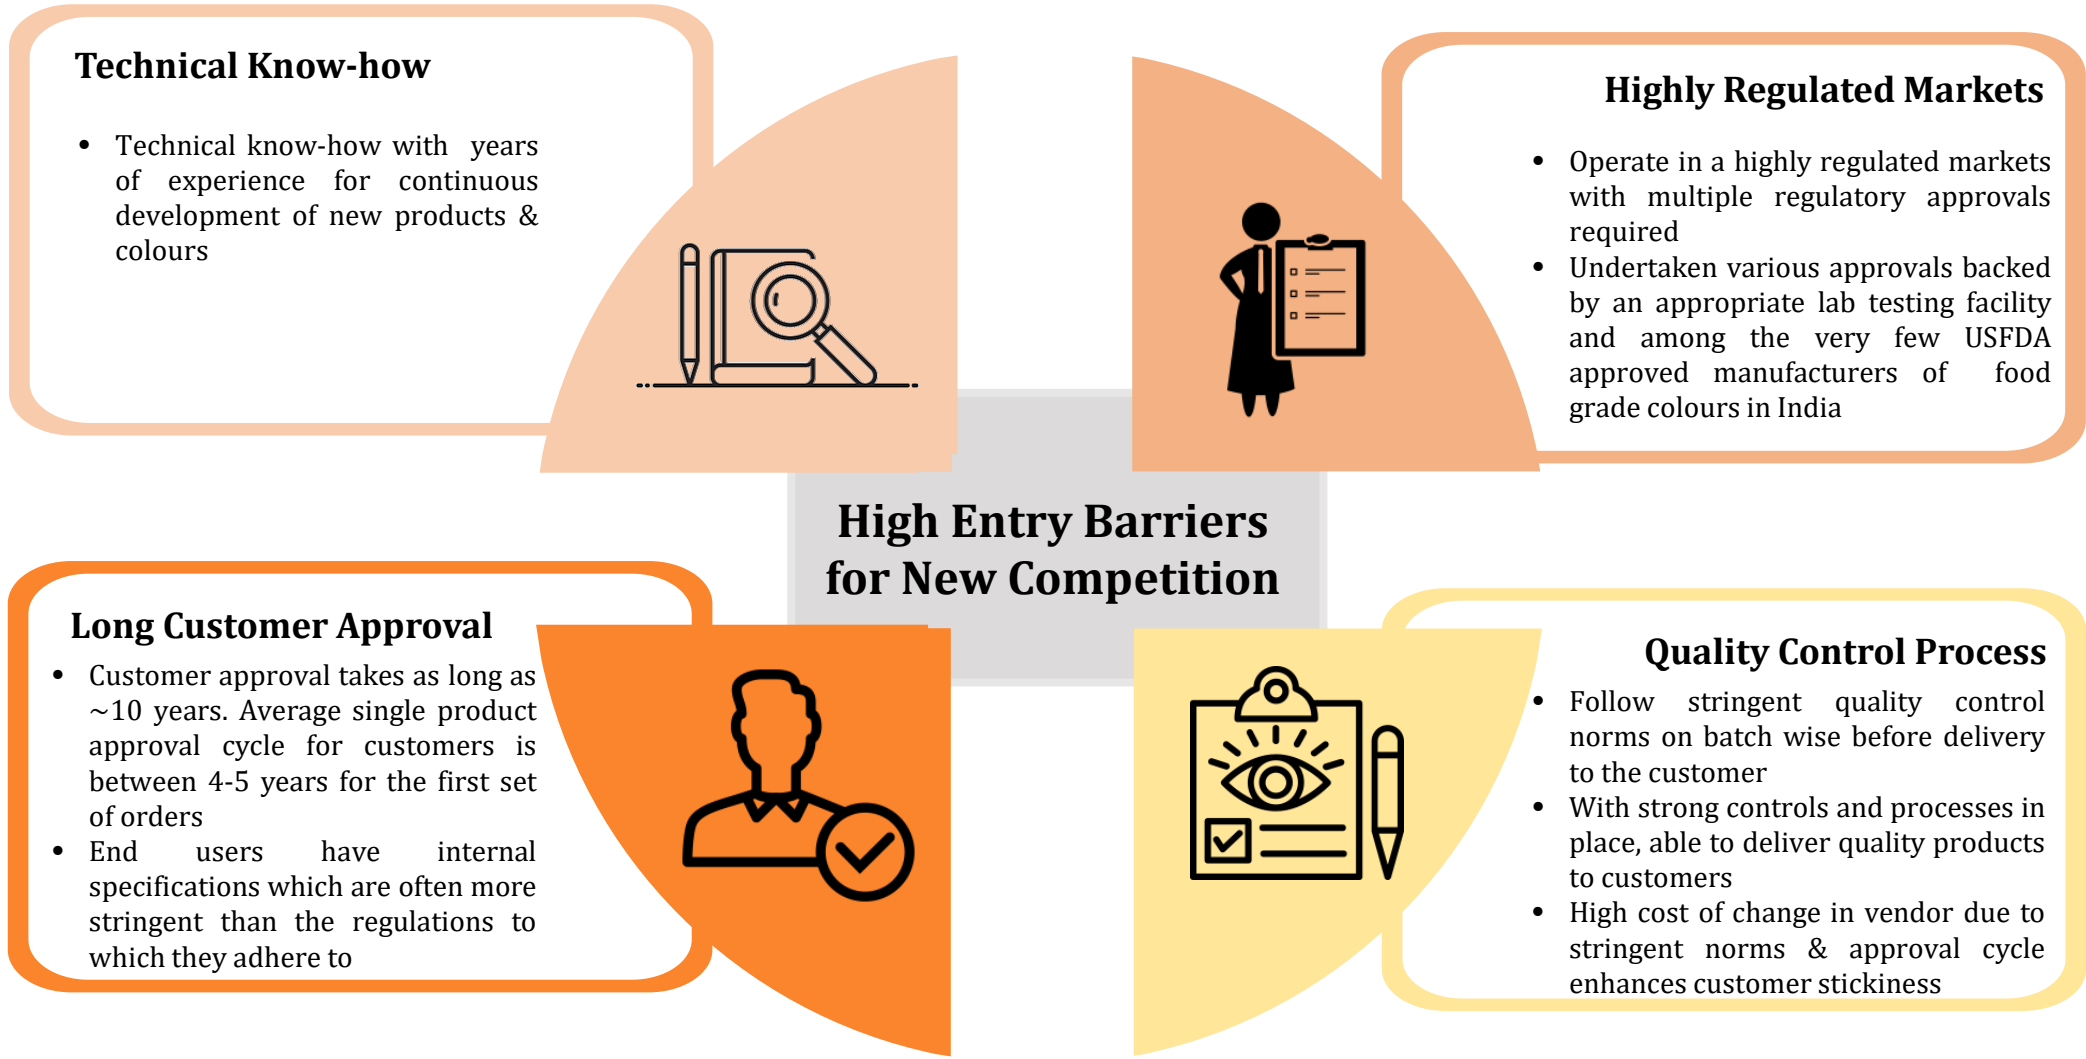 Technical Know-how
• Technical know-how with years
of experience for continuous
development of new products &
colours
Highly Regulated Markets
• Operate in a highly regulated markets
with multiple regulatory approvals
required
• Undertaken various approvals backed
by an appropriate lab testing facility
and among the very few USFDA
approved manufacturers of food
grade colours in India
High Entry Barriers
for New Competition
Long Customer Approval
• Customer approval takes as long as
~10 years. Average single product
approval cycle for customers is
between 4-5 years for the first set
of orders
• End users have internal
specifications which are often more
stringent than the regulations to
which they adhere to
Quality Control Process
• Follow stringent quality control
norms on batch wise before delivery
to the customer
• With strong controls and processes in
place, able to deliver quality products
to customers
• High cost of change in vendor due to
stringent norms & approval cycle
enhances customer stickiness